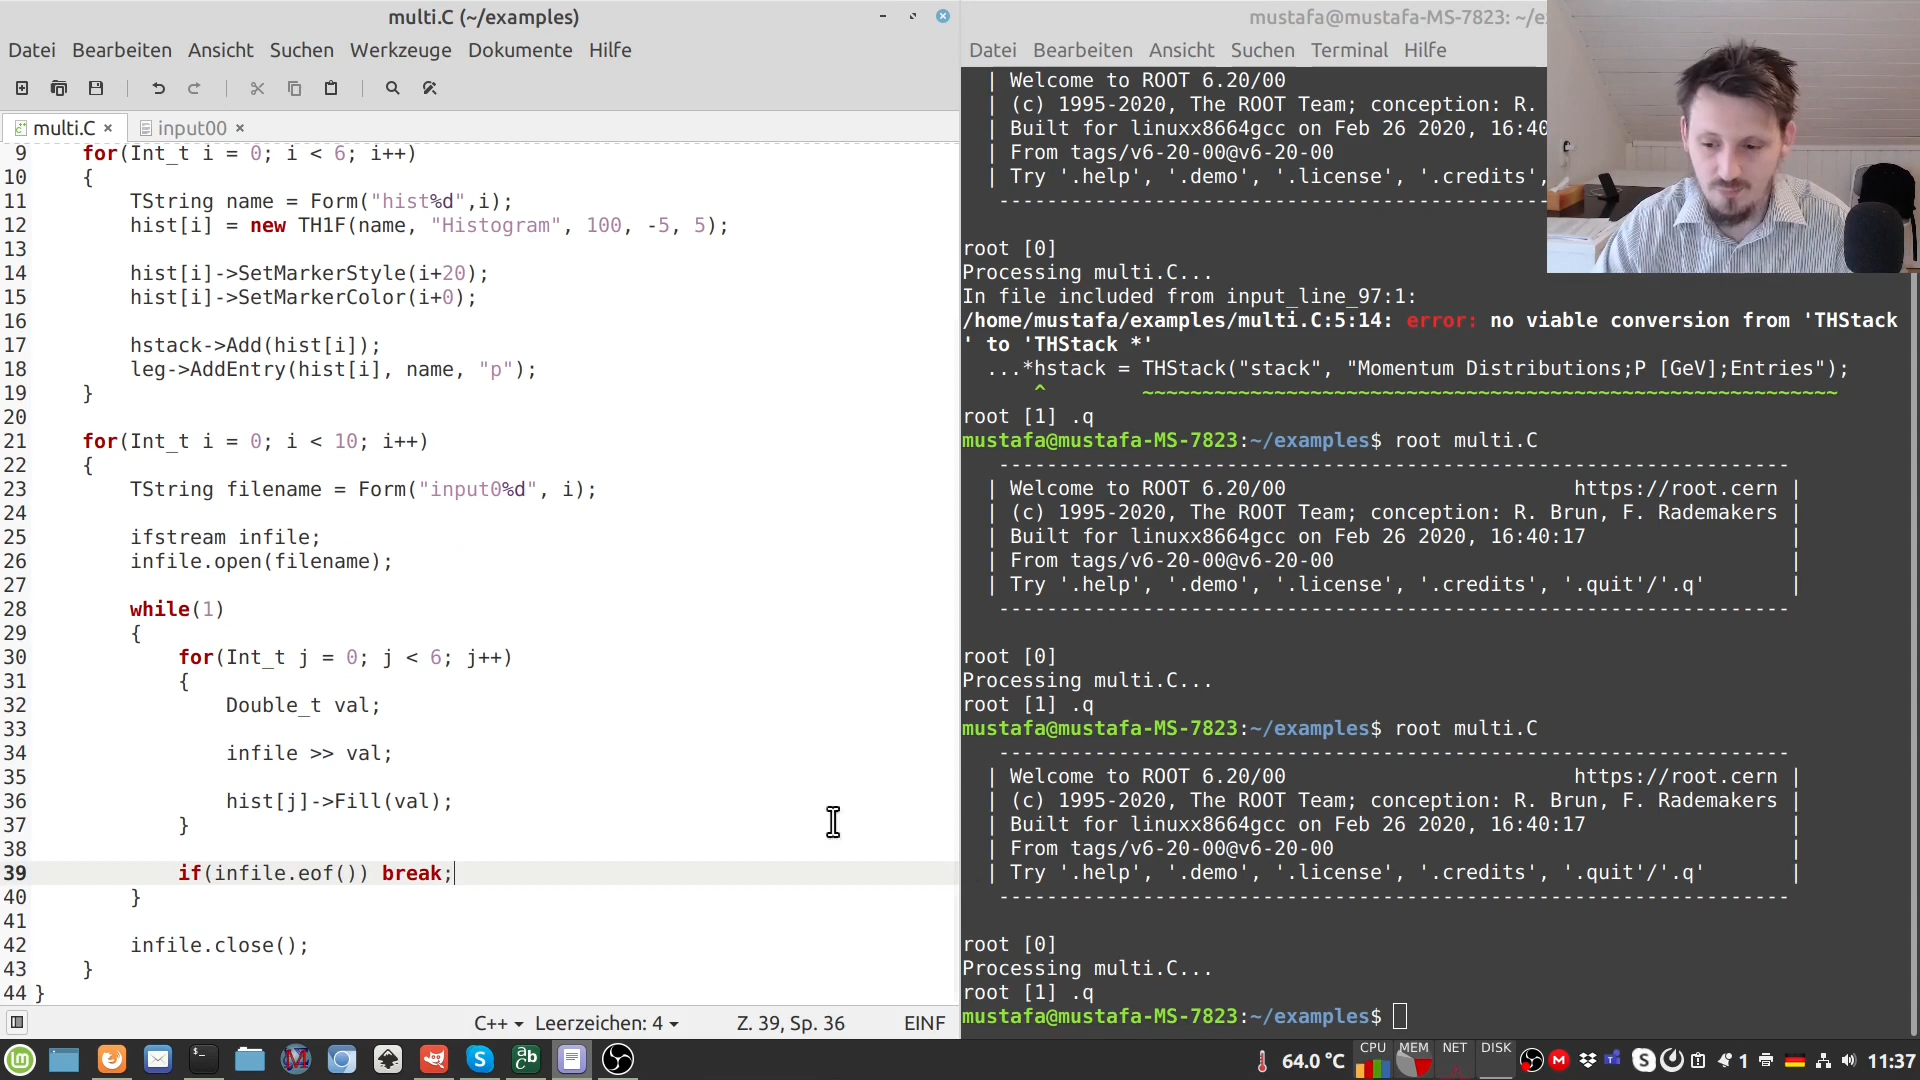 multi.C (~/examples)
Datei Bearbeiten Ansicht Suchen Werkzeuge Dokumente Hilfe
multi.C × input00 ×
9 for(Int_t i = 0; i < 6; i++)
10 {
11 TString name = Form("hist%d",i);
12 hist[i] = new TH1F(name, "Histogram", 100, -5, 5);
13
14 hist[i]->SetMarkerStyle(i+20);
15 hist[i]->SetMarkerColor(i+0);
16
17 hstack->Add(hist[i]);
18 leg->AddEntry(hist[i], name, "p");
19 }
20
21 for(Int_t i = 0; i < 10; i++)
22 {
23 TString filename = Form("input0%d", i);
24
25 ifstream infile;
26 infile.open(filename);
27
28 while(1)
29 {
30 for(Int_t j = 0; j < 6; j++)
31 {
32 Double_t val;
33
34 infile >> val;
35
36 hist[j]->Fill(val);
37 }
38
39 if(infile.eof()) break;
40 }
41
42 infile.close();
43 }
44 }
C++ Leerzeichen: 4 Z. 39, Sp. 36 EINF
mustafa@mustafa-MS-7823: ~/e
Datei Bearbeiten Ansicht Suchen Terminal Hilfe
| Welcome to ROOT 6.20/00
| (c) 1995-2020, The ROOT Team; conception: R.
| Built for linuxx8664gcc on Feb 26 2020, 16:40
| From tags/v6-20-00@v6-20-00
| Try '.help', '.demo', '.license', '.credits',
------------------------------------------------
root [0]
Processing multi.C...
In file included from input_line_97:1:
/home/mustafa/examples/multi.C:5:14: error: no viable conversion from 'THStack
' to 'THStack *'
...*hstack = THStack("stack", "Momentum Distributions;P [GeV];Entries");
^ ~~~~~~~~~~~~~~~~~~~~~~~~~~~~~~~~~~~~~~~~~~~~~~~~~~~~~~~~~~
root [1] .q
mustafa@mustafa-MS-7823:~/examples$ root multi.C
------------------------------------------------------------------
| Welcome to ROOT 6.20/00 https://root.cern |
| (c) 1995-2020, The ROOT Team; conception: R. Brun, F. Rademakers |
| Built for linuxx8664gcc on Feb 26 2020, 16:40:17 |
| From tags/v6-20-00@v6-20-00 |
| Try '.help', '.demo', '.license', '.credits', '.quit'/'.q' |
------------------------------------------------------------------
root [0]
Processing multi.C...
root [1] .q
mustafa@mustafa-MS-7823:~/examples$ root multi.C
------------------------------------------------------------------
| Welcome to ROOT 6.20/00 https://root.cern |
| (c) 1995-2020, The ROOT Team; conception: R. Brun, F. Rademakers |
| Built for linuxx8664gcc on Feb 26 2020, 16:40:17 |
| From tags/v6-20-00@v6-20-00 |
| Try '.help', '.demo', '.license', '.credits', '.quit'/'.q' |
------------------------------------------------------------------
root [0]
Processing multi.C...
root [1] .q
mustafa@mustafa-MS-7823:~/examples$
64.0 °C CPU MEM NET DISK 1 11:37